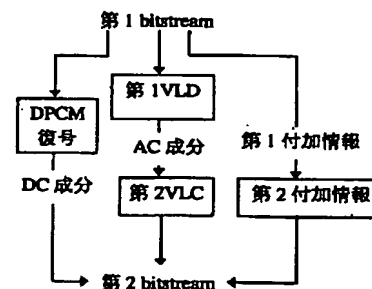 第 1 bitstream
第 1VLD
DPCM
復号
AC 成分
第 1 付加情報
DC 成分
第 2VLC
第 2 付加情報
第 2 bitstream